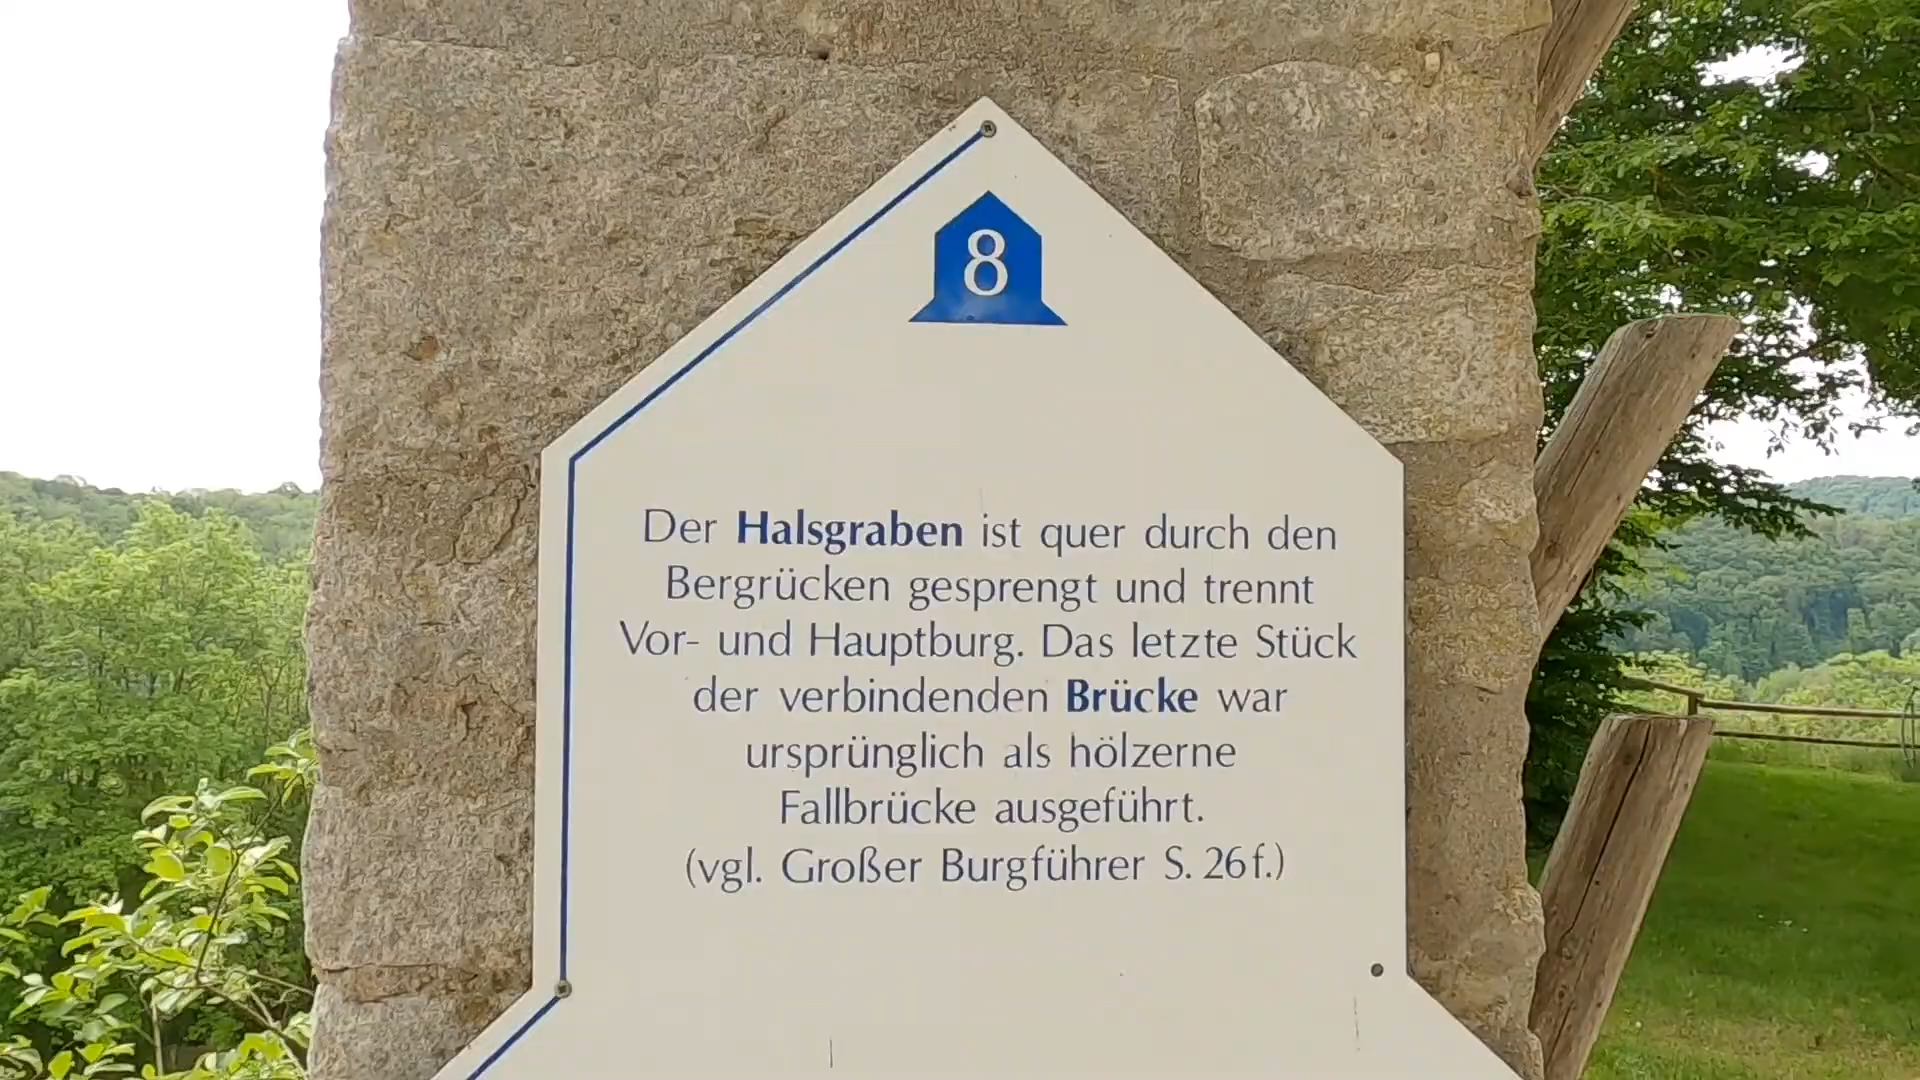 8
Der Halsgraben ist quer durch den
Bergrücken gesprengt und trennt
Vor- und Hauptburg. Das letzte Stück
der verbindenden Brücke war
ursprünglich als hölzerne
Fallbrücke ausgeführt.
(vgl. Großer Burgführer S. 26 f.)